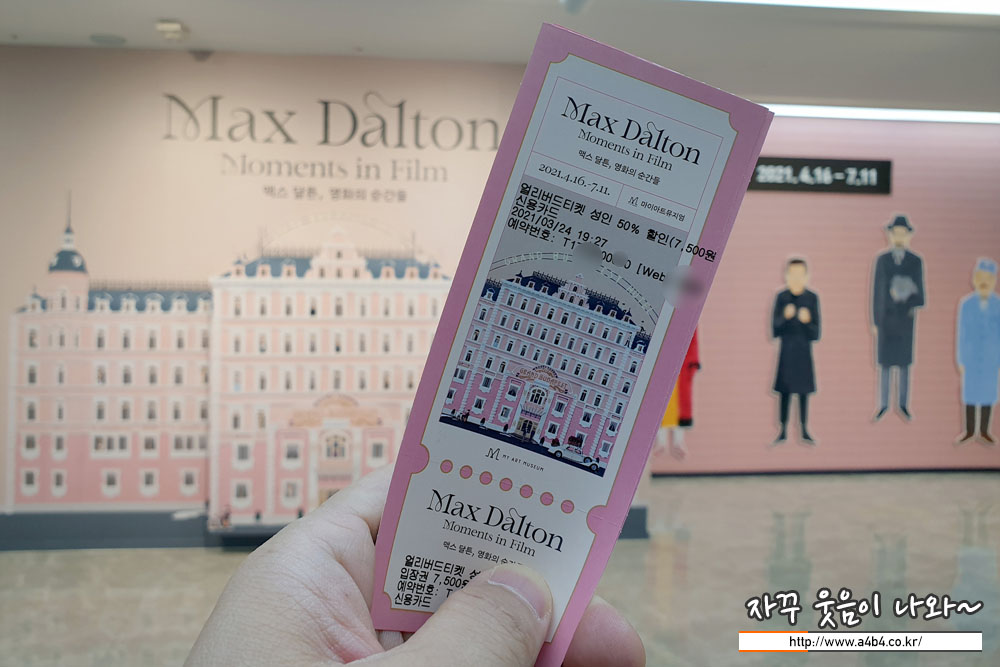 Max Dalton
Moments in Film
맥스 달튼, 영화의 순간들
2021.4.16-7.11
Max Dalton
Moments in Film
맥스 달튼, 영화의 순간들
2021.4.16.-7.11.
마이아트뮤지엄
얼리버드티켓 성인 50% 할인(7,500원
신용카드
2021/03/24 19:27
예약번호: [Web
GRAND BUDAPEST
MY ART MUSEUM
Max Dalton
Moments in Film
맥스 달튼, 영화의 순간들
얼리버드티켓 성
입장권 7,500원
예약번호: T
신용카드
자꾸 웃음이 나와~
http://www.a4b4.co.kr/